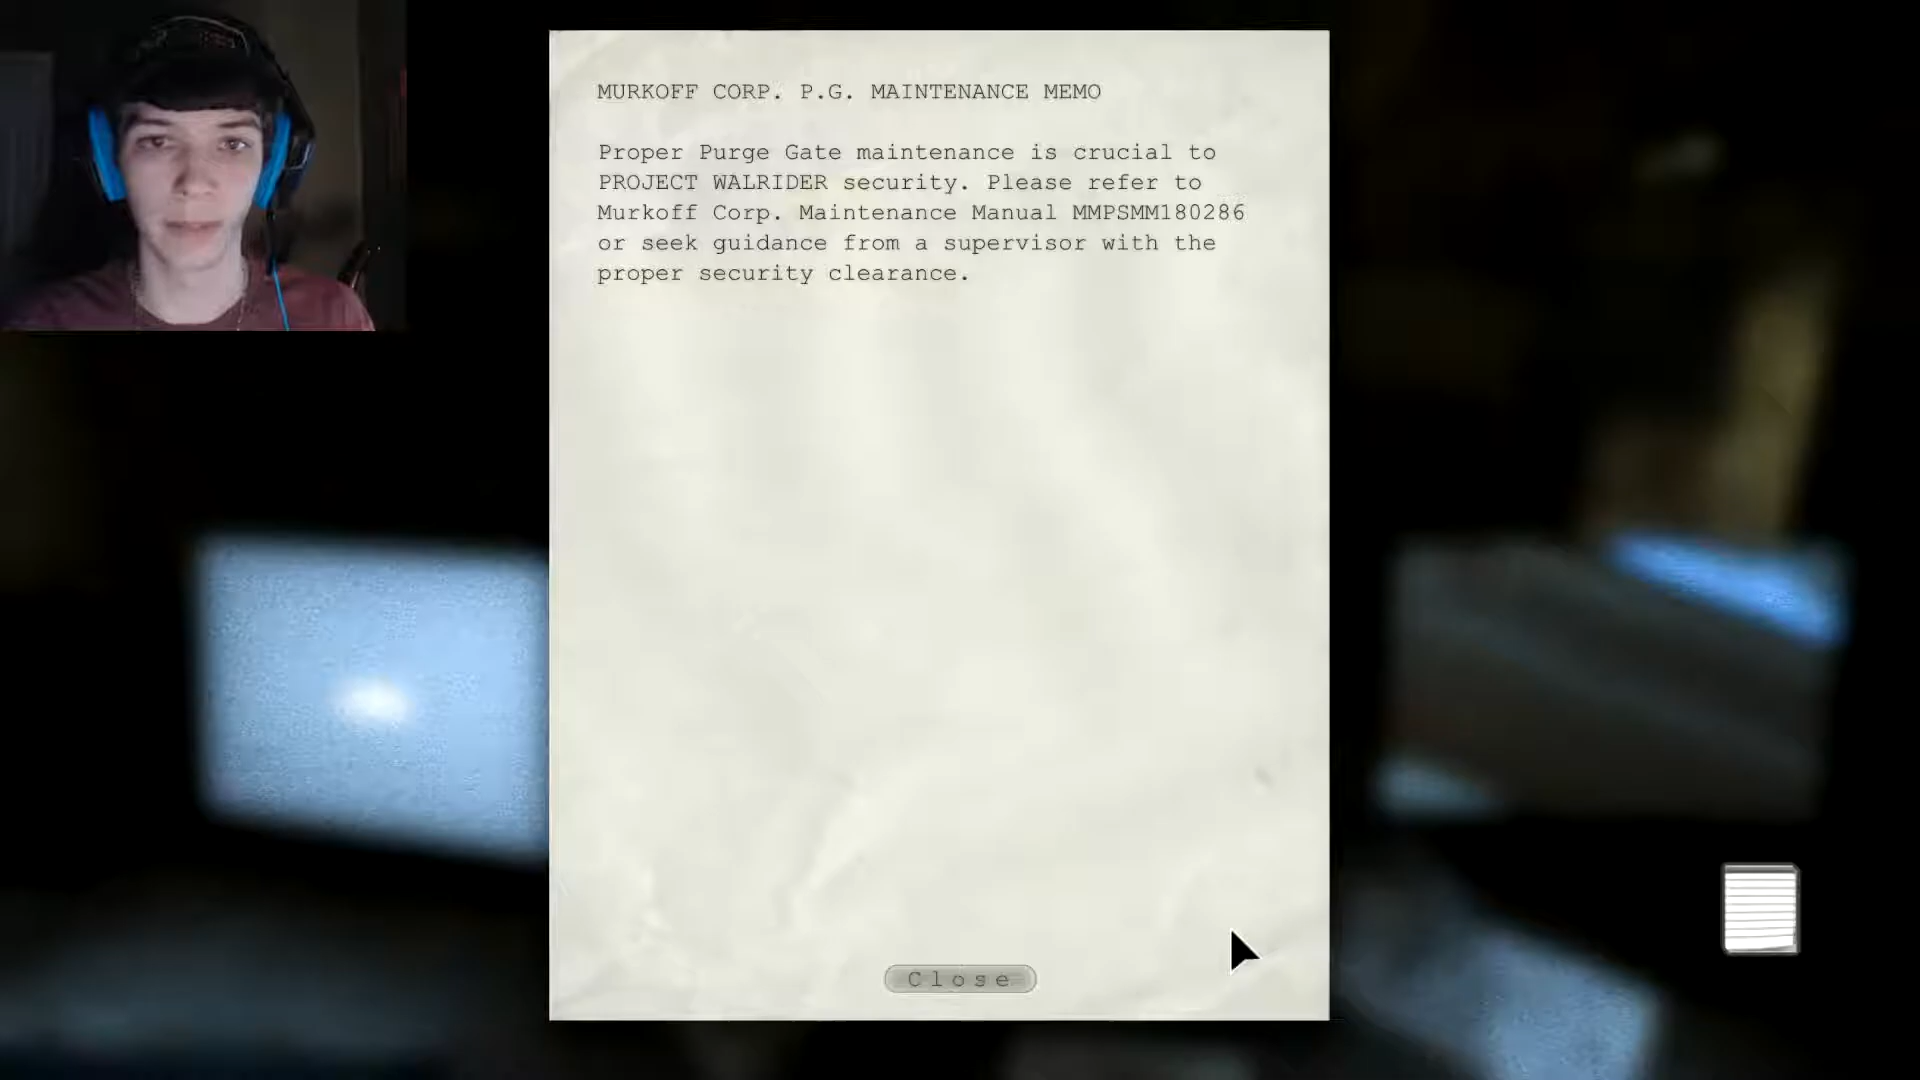 MURKOFF CORP. P.G. MAINTENANCE MEMO
Proper Purge Gate maintenance is crucial to
PROJECT WALRIDER security. Please refer to
Murkoff Corp. Maintenance Manual MMPSMM180286
or seek guidance from a supervisor with the
proper security clearance.
Close